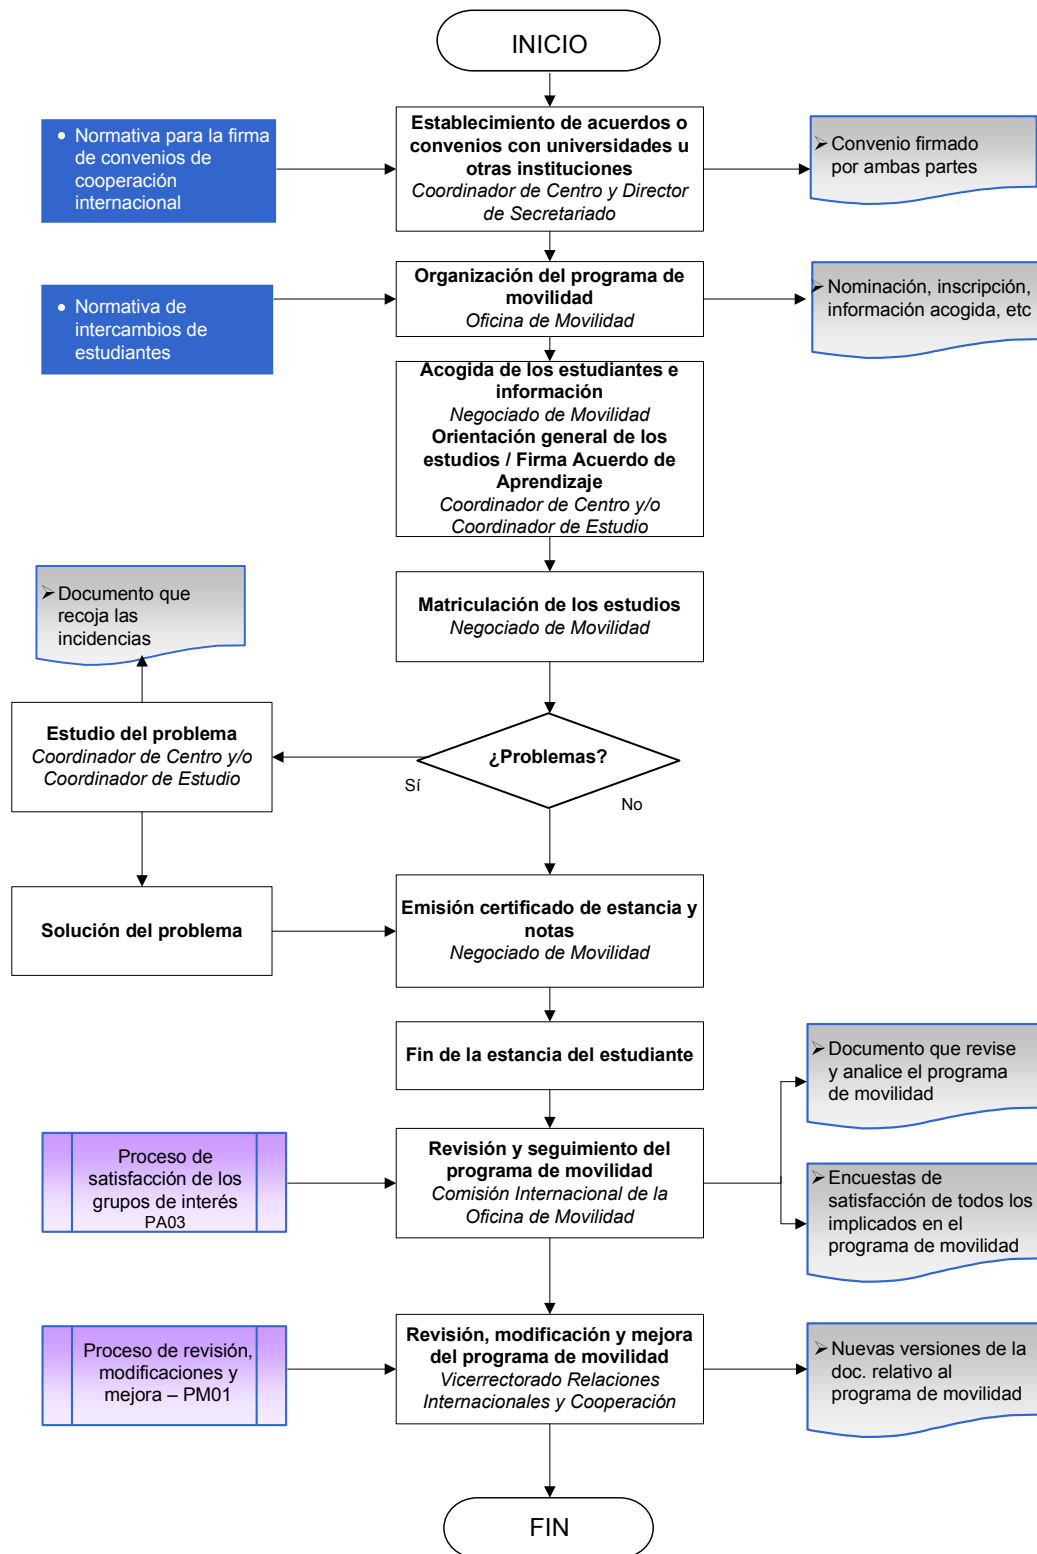 INICIO
• Normativa para la firma
de convenios de
cooperación
internacional
Establecimiento de acuerdos o
convenios con universidades u
otras instituciones
Coordinador de Centro y Director
de Secretariado
➢ Convenio firmado
por ambas partes
• Normativa de
intercambios de
estudiantes
Organización del programa de
movilidad
Oficina de Movilidad
➢ Nominación, inscripción,
información acogida, etc
Acogida de los estudiantes e
información
Negociado de Movilidad
Orientación general de los
estudios / Firma Acuerdo de
Aprendizaje
Coordinador de Centro y/o
Coordinador de Estudio
➢ Documento que
recoja las
incidencias
Matriculación de los estudios
Negociado de Movilidad
Estudio del problema
Coordinador de Centro y/o
Coordinador de Estudio
¿Problemas?
Sí
No
Solución del problema
Emisión certificado de estancia y
notas
Negociado de Movilidad
Fin de la estancia del estudiante
➢ Documento que revise
y analice el programa
de movilidad
Proceso de
satisfacción de los
grupos de interés
PA03
Revisión y seguimiento del
programa de movilidad
Comisión Internacional de la
Oficina de Movilidad
➢ Encuestas de
satisfacción de todos los
implicados en el
programa de movilidad
Proceso de revisión,
modificaciones y
mejora – PM01
Revisión, modificación y mejora
del programa de movilidad
Vicerrectorado Relaciones
Internacionales y Cooperación
➢ Nuevas versiones de la
doc. relativo al
programa de movilidad
FIN